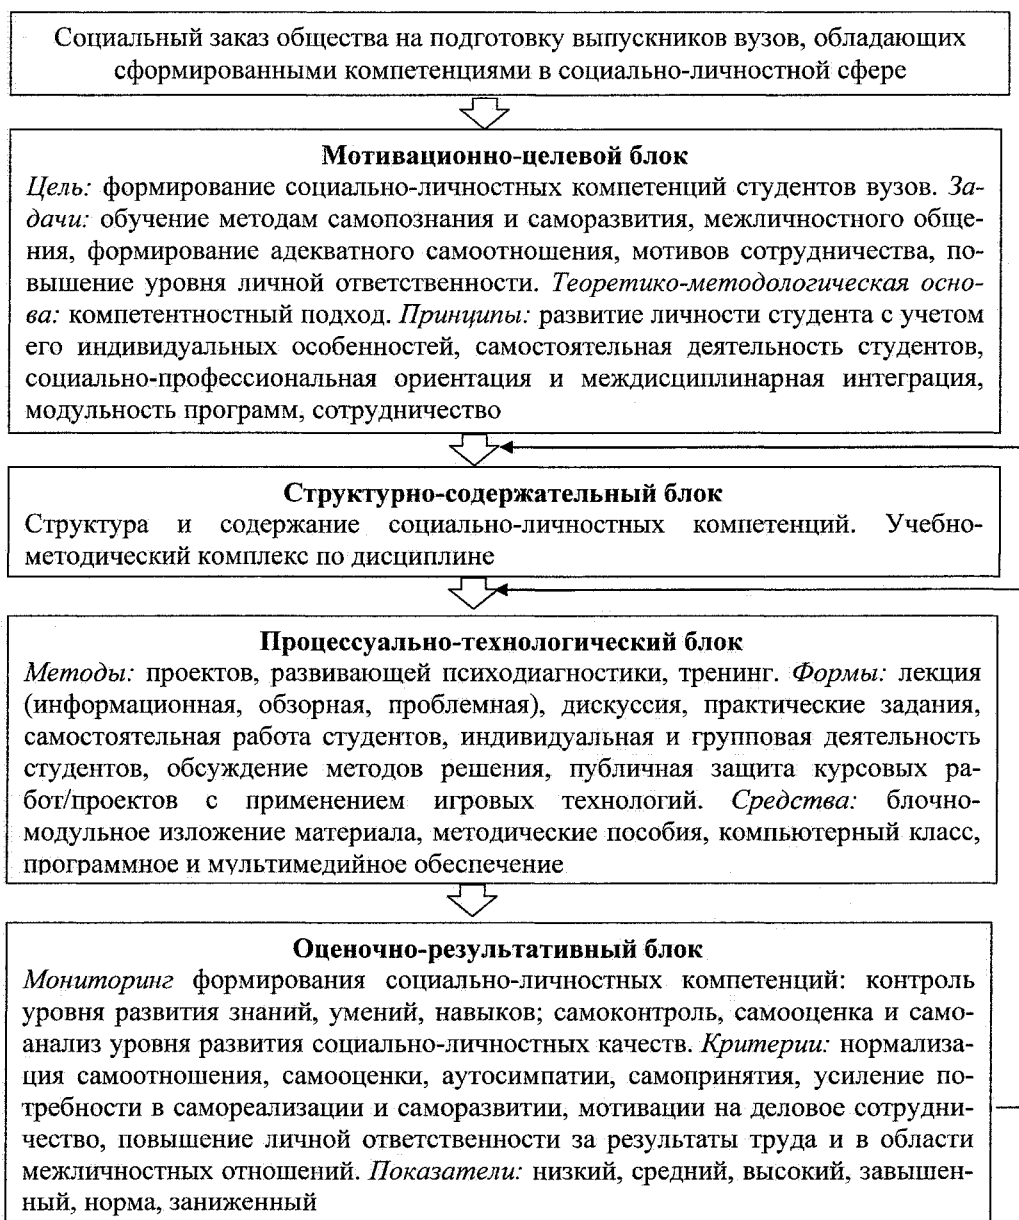 Социальный заказ общества на подготовку выпускников вузов, обладающих
сформированными компетенциями в социально-личностной сфере
Мотивационно-целевой блок
Цель: формирование социально-личностных компетенций студентов вузов. За-
дачи: обучение методам самопознания и саморазвития, межличностного обще-
ния, формирование адекватного самоотношения, мотивов сотрудничества, по-
вышение уровня личной ответственности. Теоретико-методологическая осно-
ва: компетентностный подход. Принципы: развитие личности студента с учетом
его индивидуальных особенностей, самостоятельная деятельность студентов,
социально-профессиональная ориентация и междисциплинарная интеграция,
модульность программ, сотрудничество
Структурно-содержательный блок
Структура и содержание социально-личностных компетенций. Учебно-
методический комплекс по дисциплине
Процессуально-технологический блок
Методы: проектов, развивающей психодиагностики, тренинг. Формы: лекция
(информационная, обзорная, проблемная), дискуссия, практические задания,
самостоятельная работа студентов, индивидуальная и групповая деятельность
студентов, обсуждение методов решения, публичная защита курсовых ра-
бот/проектов с применением игровых технологий. Средства: блочно-
модульное изложение материала, методические пособия, компьютерный класс,
программное и мультимедийное обеспечение
Оценочно-результативный блок
Мониторинг формирования социально-личностных компетенций: контроль
уровня развития знаний, умений, навыков; самоконтроль, самооценка и само-
анализ уровня развития социально-личностных качеств. Критерии: нормализа-
ция самоотношения, самооценки, аутосимпатии, самопринятия, усиление по-
требности в самореализации и саморазвитии, мотивации на деловое сотрудни-
чество, повышение личной ответственности за результаты труда и в области
межличностных отношений. Показатели: низкий, средний, высокий, завышен-
ный, норма, заниженный